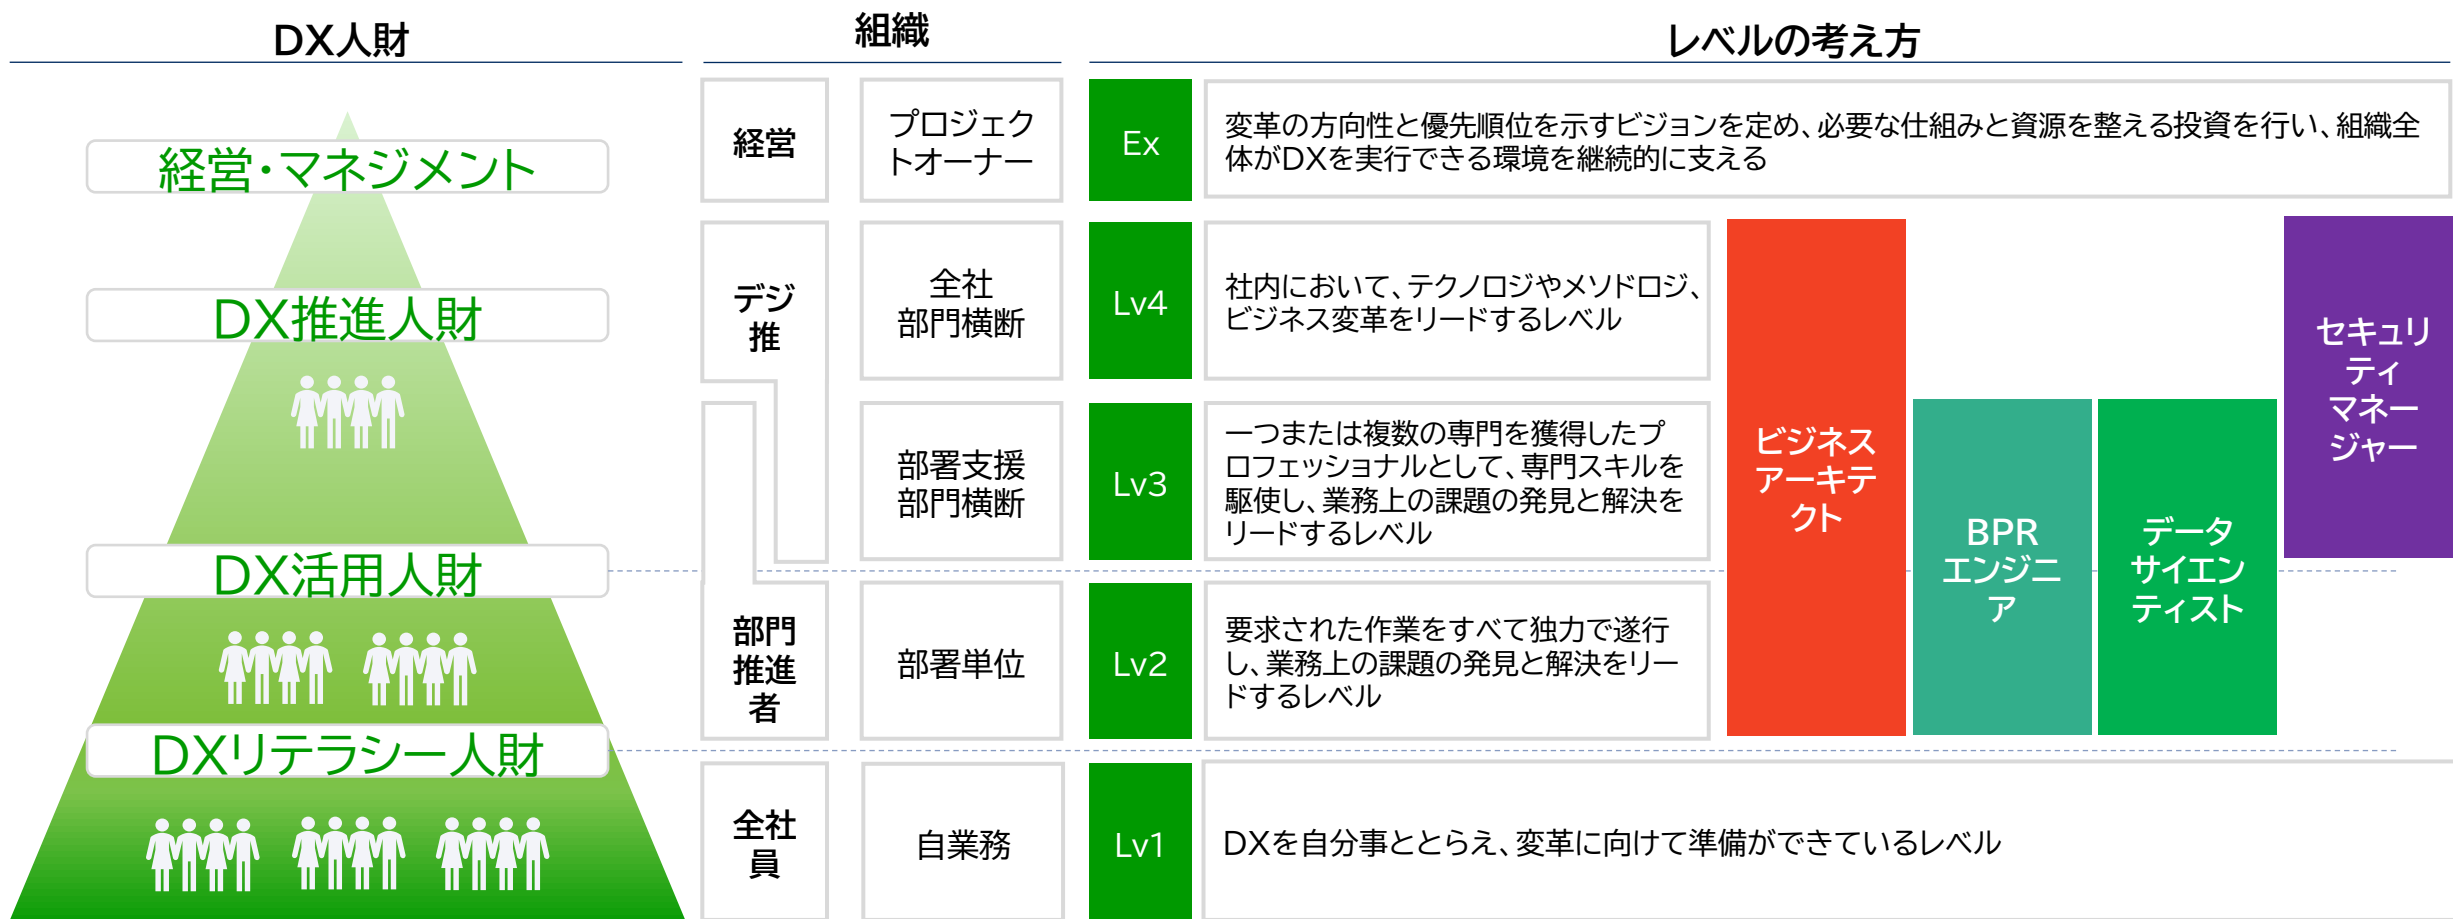 DX人財
組織
レベルの考え方
経営・マネジメント
DX推進人財
DX活用人財
DXリテラシー人財
経営
プロジェク
トオーナー
Ex
変革の方向性と優先順位を示すビジョンを定め、必要な仕組みと資源を整える投資を行い、組織全
体がDXを実行できる環境を継続的に支える
デジ
推
全社
部門横断
Lv4
社内において、テクノロジやメソドロジ、
ビジネス変革をリードするレベル
部署支援
部門横断
Lv3
一つまたは複数の専門を獲得したプ
ロフェッショナルとして、専門スキルを
駆使し、業務上の課題の発見と解決を
リードするレベル
部門
推進
者
部署単位
Lv2
要求された作業をすべて独力で遂行
し、業務上の課題の発見と解決をリー
ドするレベル
ビジネス
アーキテ
クト
BPR
エンジニ
ア
データ
サイエン
ティスト
セキュリ
ティ
マネー
ジャー
全社
員
自業務
Lv1
DXを自分事ととらえ、変革に向けて準備ができているレベル